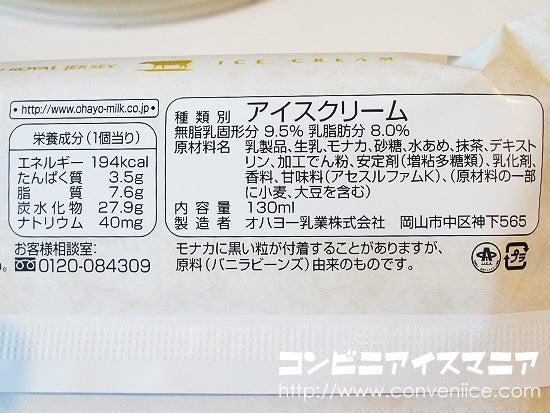 ROYAL JERSEY ICE CREAM
・http://www.ohayo-milk.co.jp・
栄養成分(1個当り)
エネルギー 194kcal
たんぱく質 3.5g
脂質 7.6g
炭水化物 27.9g
ナトリウム 40mg
お客様相談室:
0120-084309
種類別 アイスクリーム
無脂乳固形分 9.5% 乳脂肪分 8.0%
原材料名 乳製品、生乳、モナカ、砂糖、水あめ、抹茶、デキスト
リン、加工でん粉、安定剤(増粘多糖類)、乳化剤、
香料、甘味料(アセスルファムK)、(原材料の一部
に小麦、大豆を含む)
内容量 130ml
製造者 オハヨー乳業株式会社 岡山市中区神下565
モナカに黒い粒が付着することがありますが、
原料(バニラビーンズ)由来のものです。
プラ
コンビニアイスマニア
http://www.conveniice.com/